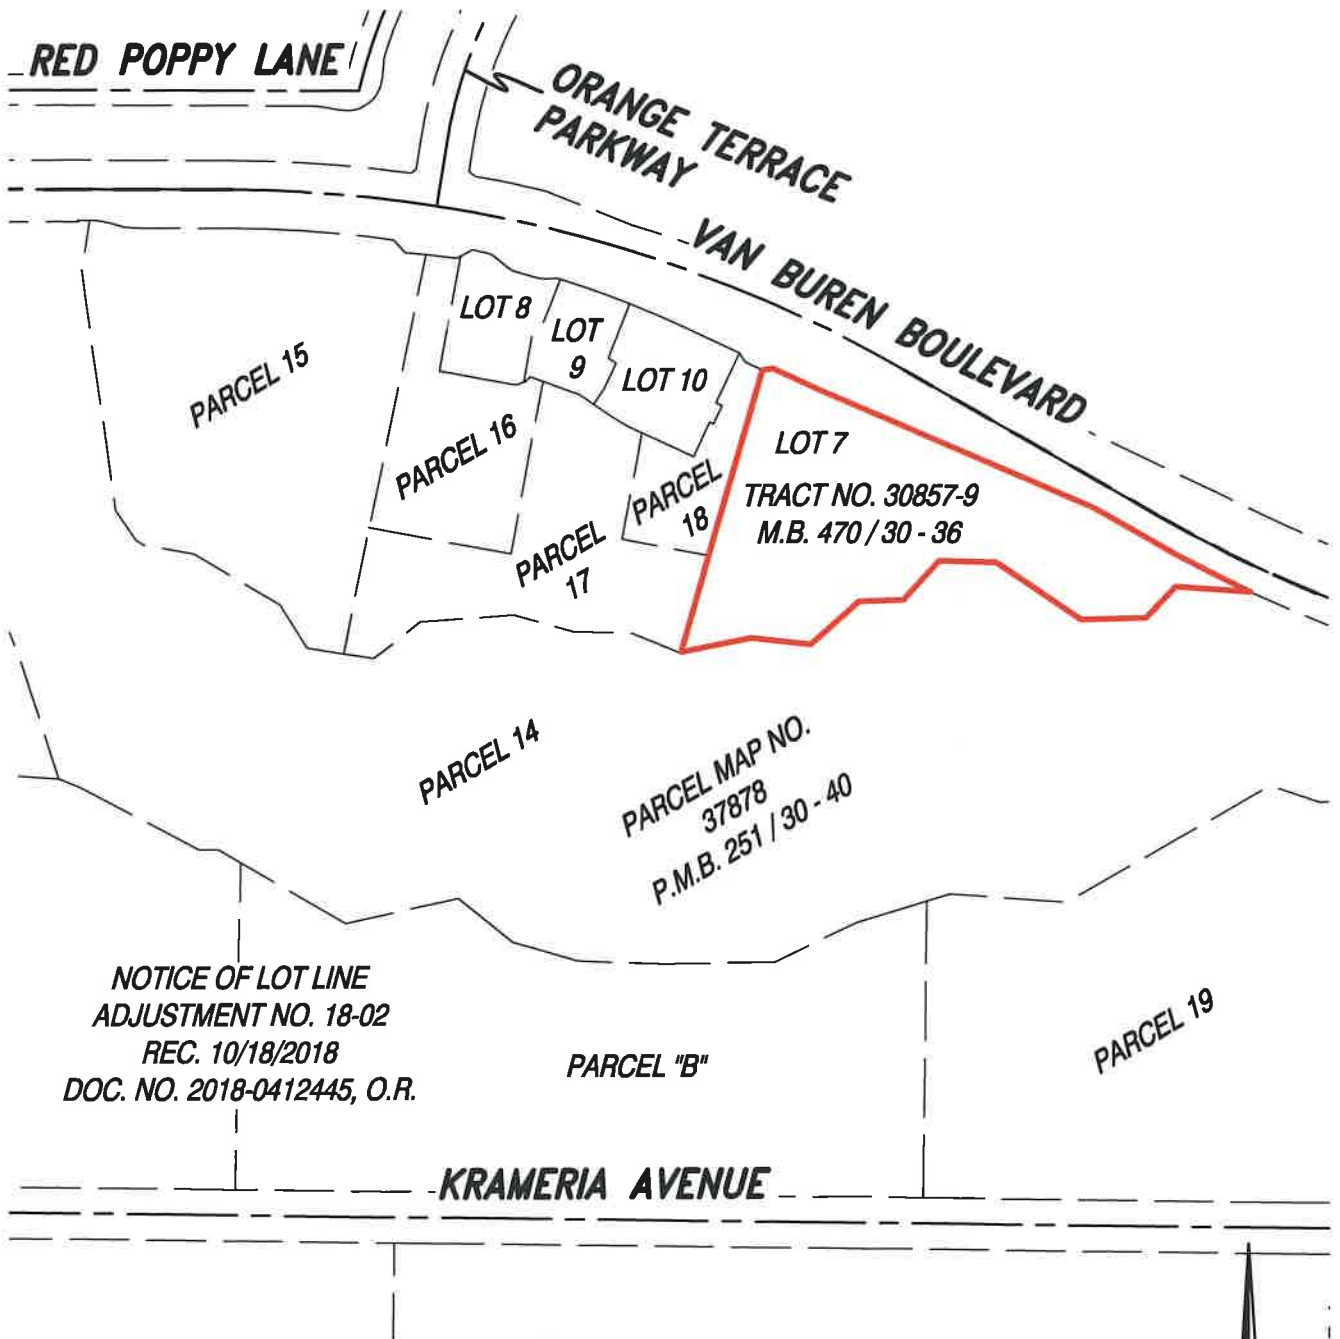 RED POPPY LANE
ORANGE TERRACE
PARKWAY
VAN BUREN BOULEVARD
LOT 8
LOT
9
LOT 10
PARCEL 15
PARCEL 16
PARCEL
18
PARCEL
17
LOT 7
TRACT NO. 30857-9
M.B. 470 / 30 - 36
PARCEL 14
PARCEL MAP NO.
37878
P.M.B. 251 / 30 - 40
NOTICE OF LOT LINE
ADJUSTMENT NO. 18-02
REC. 10/18/2018
DOC. NO. 2018-0412445, O.R.
PARCEL "B"
PARCEL 19
KRAMERIA AVENUE